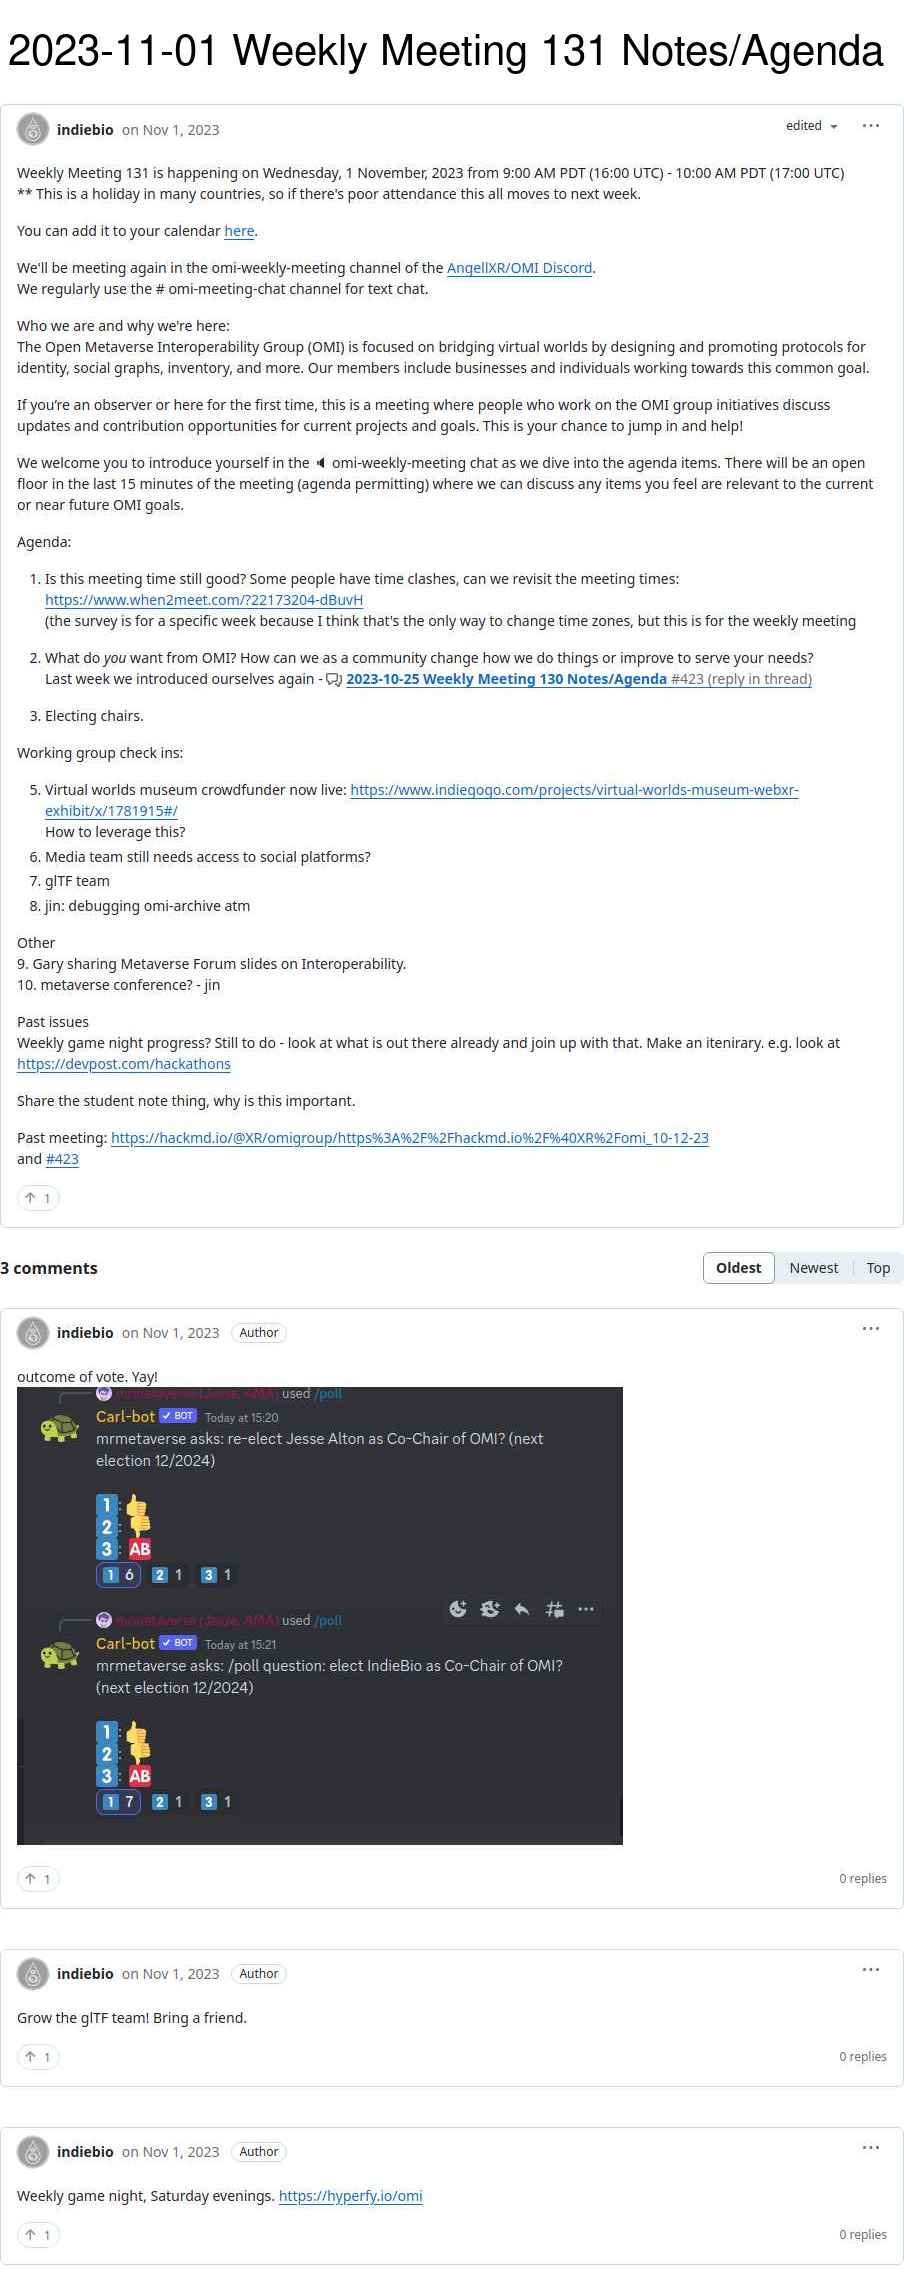 2023-11-01 Weekly Meeting 131 Notes/Agenda
indiebio on Nov 1, 2023
edited
Weekly Meeting 131 is happening on Wednesday, 1 November, 2023 from 9:00 AM PDT (16:00 UTC) - 10:00 AM PDT (17:00 UTC)
** This is a holiday in many countries, so if there's poor attendance this all moves to next week.
You can add it to your calendar here.
We'll be meeting again in the omi-weekly-meeting channel of the AngellXR/OMI Discord.
We regularly use the # omi-meeting-chat channel for text chat.
Who we are and why we're here:
The Open Metaverse Interoperability Group (OMI) is focused on bridging virtual worlds by designing and promoting protocols for
identity, social graphs, inventory, and more. Our members include businesses and individuals working towards this common goal.
If you're an observer or here for the first time, this is a meeting where people who work on the OMI group initiatives discuss
updates and contribution opportunities for current projects and goals. This is your chance to jump in and help!
We welcome you to introduce yourself in the 🔈 omi-weekly-meeting chat as we dive into the agenda items. There will be an open
floor in the last 15 minutes of the meeting (agenda permitting) where we can discuss any items you feel are relevant to the current
or near future OMI goals.
Agenda:
1. Is this meeting time still good? Some people have time clashes, can we revisit the meeting times:
https://www.when2meet.com/?22173204-dBuvH
(the survey is for a specific week because I think that's the only way to change time zones, but this is for the weekly meeting
2. What do you want from OMI? How can we as a community change how we do things or improve to serve your needs?
Last week we introduced ourselves again - 2023-10-25 Weekly Meeting 130 Notes/Agenda #423 (reply in thread)
3. Electing chairs.
Working group check ins:
5. Virtual worlds museum crowdfunder now live: https://www.indiegogo.com/projects/virtual-worlds-museum-webxr-
exhibit/x/1781915#/
How to leverage this?
6. Media team still needs access to social platforms?
7. glTF team
8. jin: debugging omi-archive atm
Other
9. Gary sharing Metaverse Forum slides on Interoperability.
10. metaverse conference? - jin
Past issues
Weekly game night progress? Still to do - look at what is out there already and join up with that. Make an itenirary. e.g. look at
https://devpost.com/hackathons
Share the student note thing, why is this important.
Past meeting: https://hackmd.io/@XR/omigroup/https%3A%2F%2Fhackmd.io%2F%40XR%2Fomi_10-12-23
and #423
↑ 1
3 comments
Oldest Newest Top
indiebio on Nov 1, 2023 Author
outcome of vote. Yay!
mrmetaverse (Jesse, AMA) used /poll
Carl-bot ✓ BOT Today at 15:20
mrmetaverse asks: re-elect Jesse Alton as Co-Chair of OMI? (next
election 12/2024)
1: 👍
2: 👎
3: AB
1 6 2 1 3 1
mrmetaverse (Jesse, AMA) used /poll
Carl-bot ✓ BOT Today at 15:21
mrmetaverse asks: /poll question: elect IndieBio as Co-Chair of OMI?
(next election 12/2024)
1: 👍
2: 👎
3: AB
1 7 2 1 3 1
↑ 1 0 replies
indiebio on Nov 1, 2023 Author
Grow the glTF team! Bring a friend.
↑ 1 0 replies
indiebio on Nov 1, 2023 Author
Weekly game night, Saturday evenings. https://hyperfy.io/omi
↑ 1 0 replies